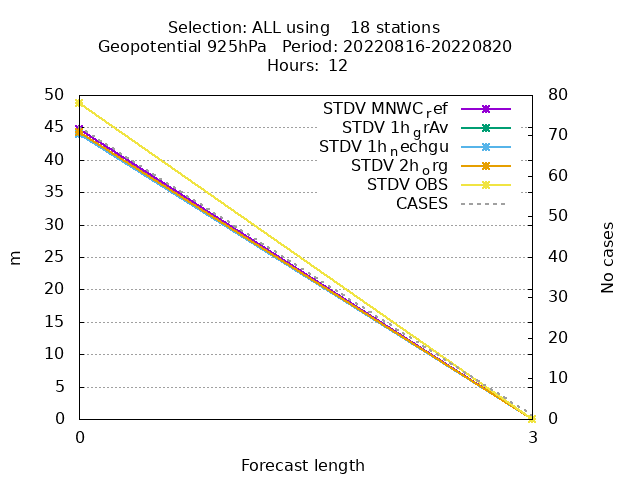 Selection: ALL using 18 stations
Geopotential 925hPa Period: 20220816-20220820
Hours: 12
50
45
40
35
30
25
20
15
10
5
0
80
70
60
50
40
30
20
10
0
STDV MNWC_ref
STDV 1h_grAv
STDV 1h_nechgu
STDV 2h_org
STDV OBS
CASES
m
No cases
0
3
Forecast length